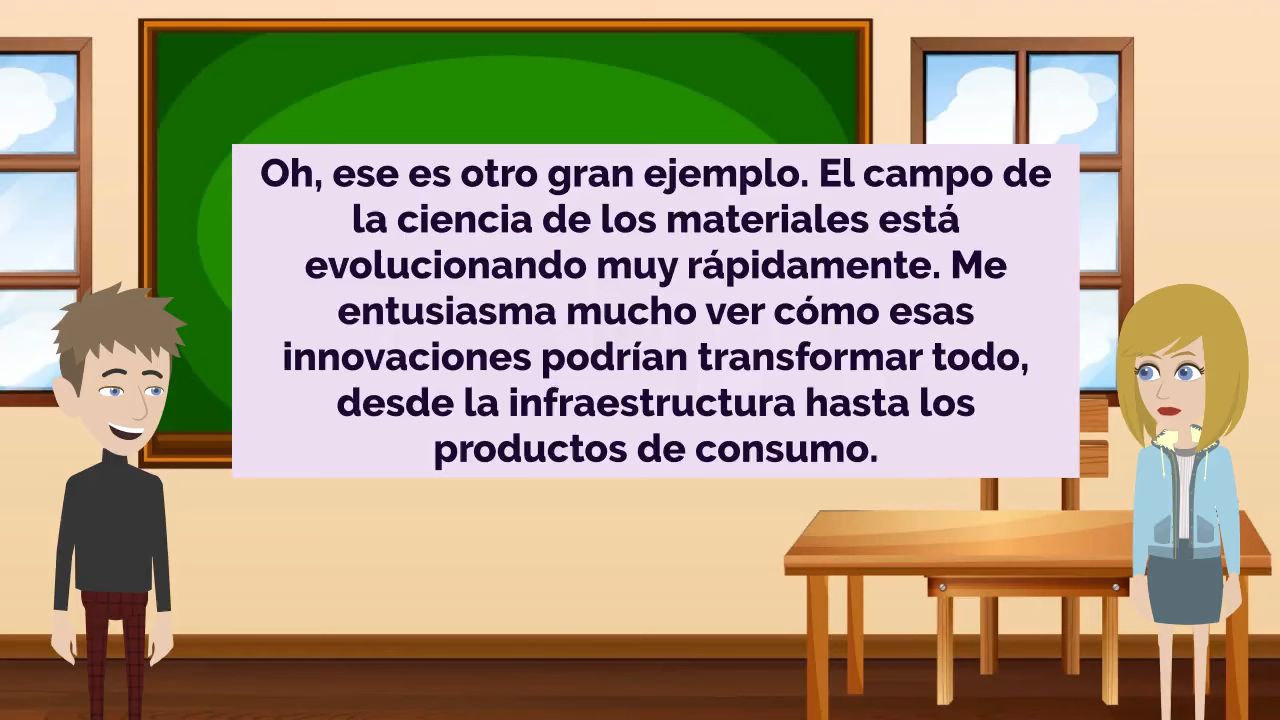 Oh, ese es otro gran ejemplo. El campo de
la ciencia de los materiales está
evolucionando muy rápidamente. Me
entusiasma mucho ver cómo esas
innovaciones podrían transformar todo,
desde la infraestructura hasta los
productos de consumo.